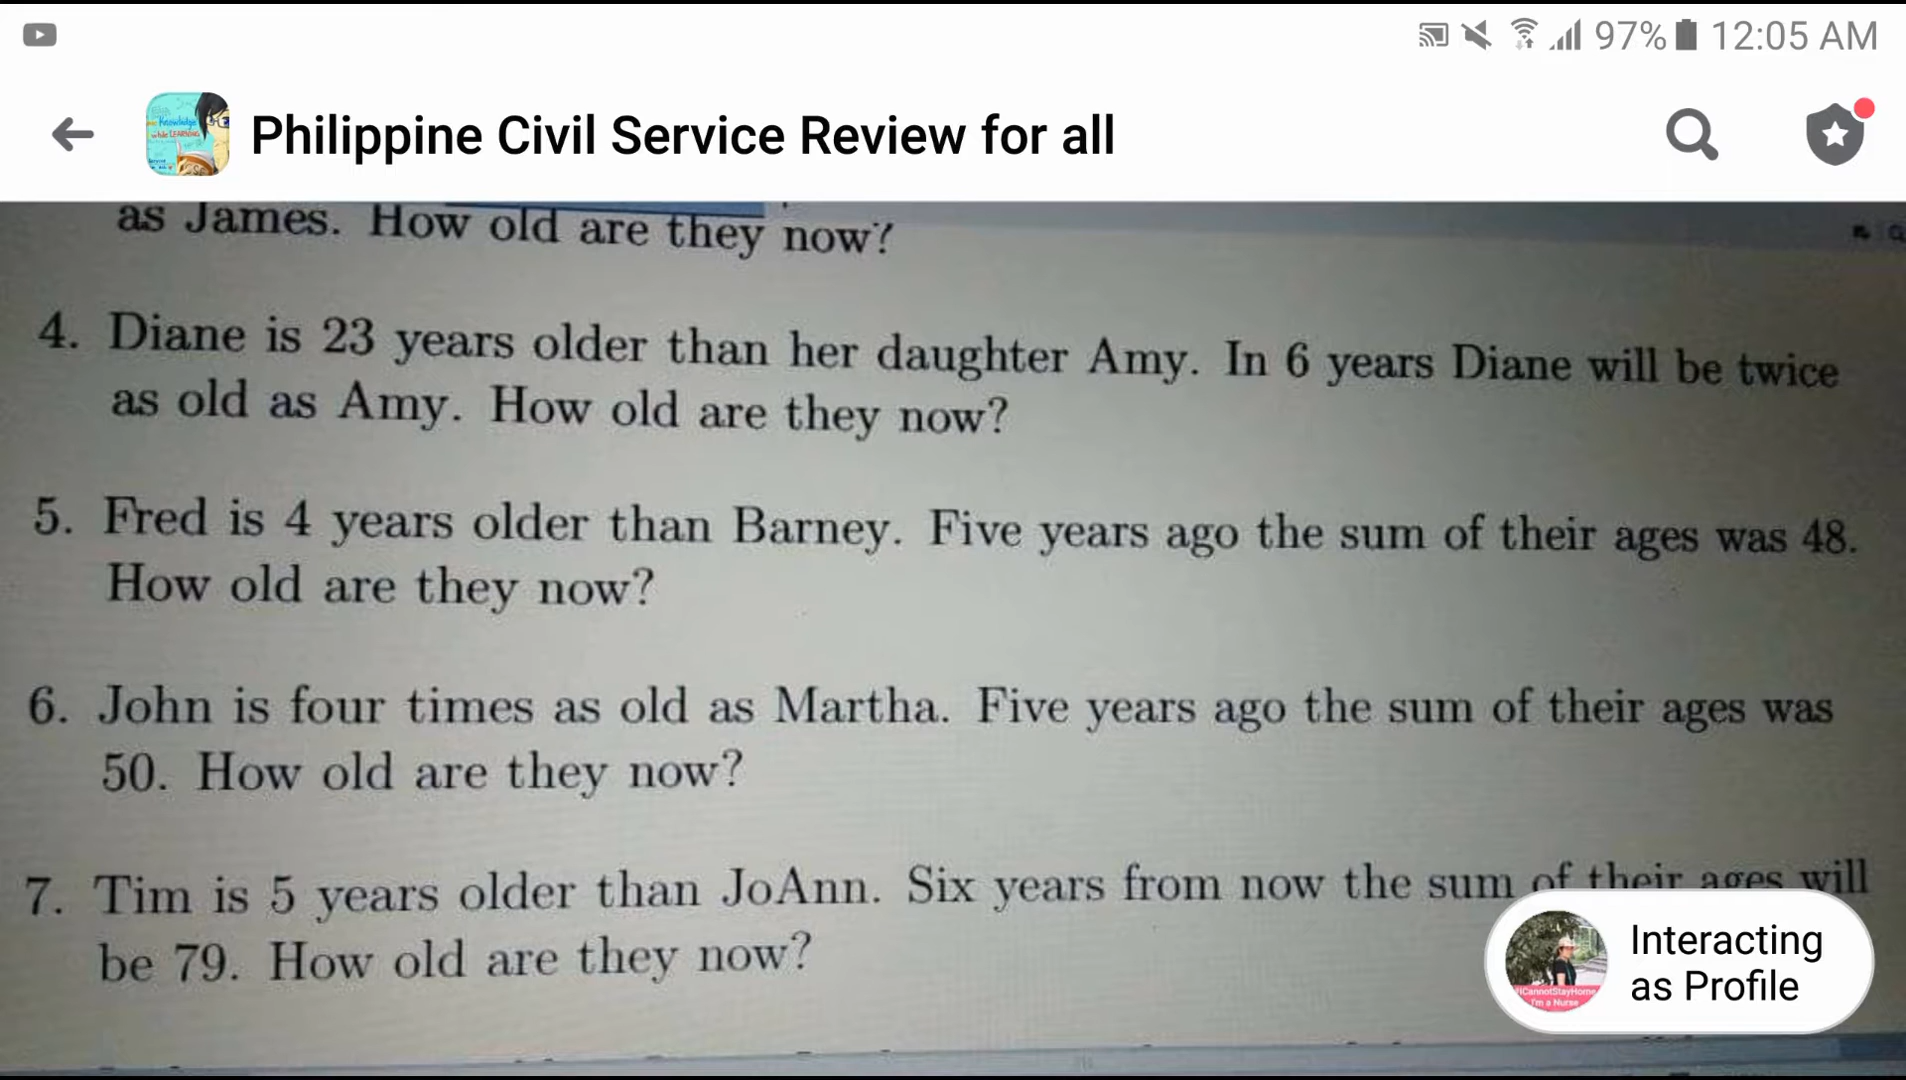 97% 12:05 AM
Philippine Civil Service Review for all
as James. How old are they now?
4. Diane is 23 years older than her daughter Amy. In 6 years Diane will be twice
as old as Amy. How old are they now?
5. Fred is 4 years older than Barney. Five years ago the sum of their ages was 48.
How old are they now?
6. John is four times as old as Martha. Five years ago the sum of their ages was
50. How old are they now?
7. Tim is 5 years older than JoAnn. Six years from now the sum of their ages will
be 79. How old are they now?
Interacting
as Profile
#ICannotStayHome
I'm a Nurse